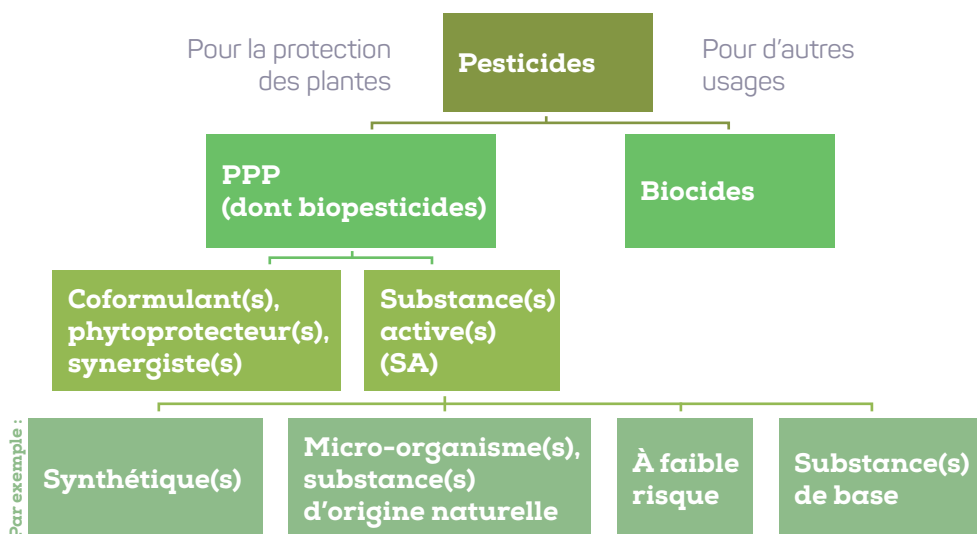 Pour la protection
des plantes
Pesticides
Pour d'autres
usages
PPP
(dont biopesticides)
Biocides
Coformulant(s),
phytoprotecteur(s),
synergiste(s)
Substance(s)
active(s)
(SA)
Par exemple :
Synthétique(s)
Micro-organisme(s),
substance(s)
d'origine naturelle
À faible
risque
Substance(s)
de base